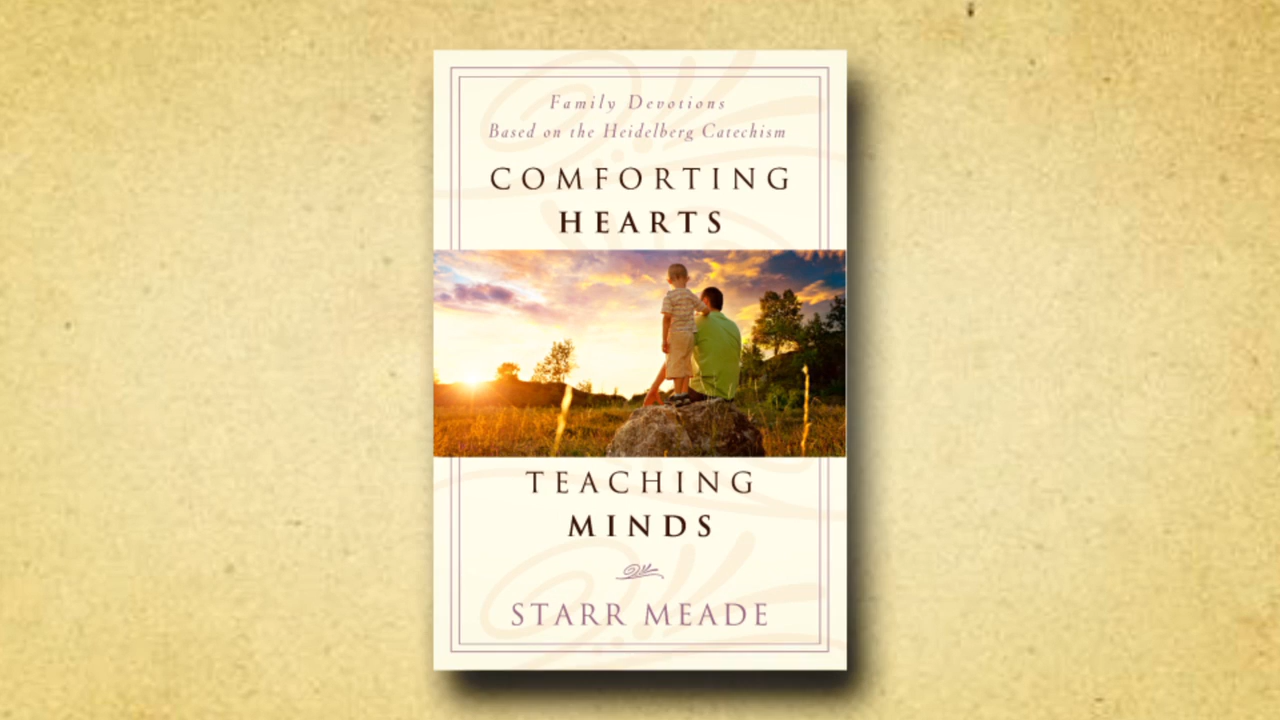 Family Devotions
Based on the Heidelberg Catechism
COMFORTING
HEARTS
TEACHING
MINDS
STARR MEADE